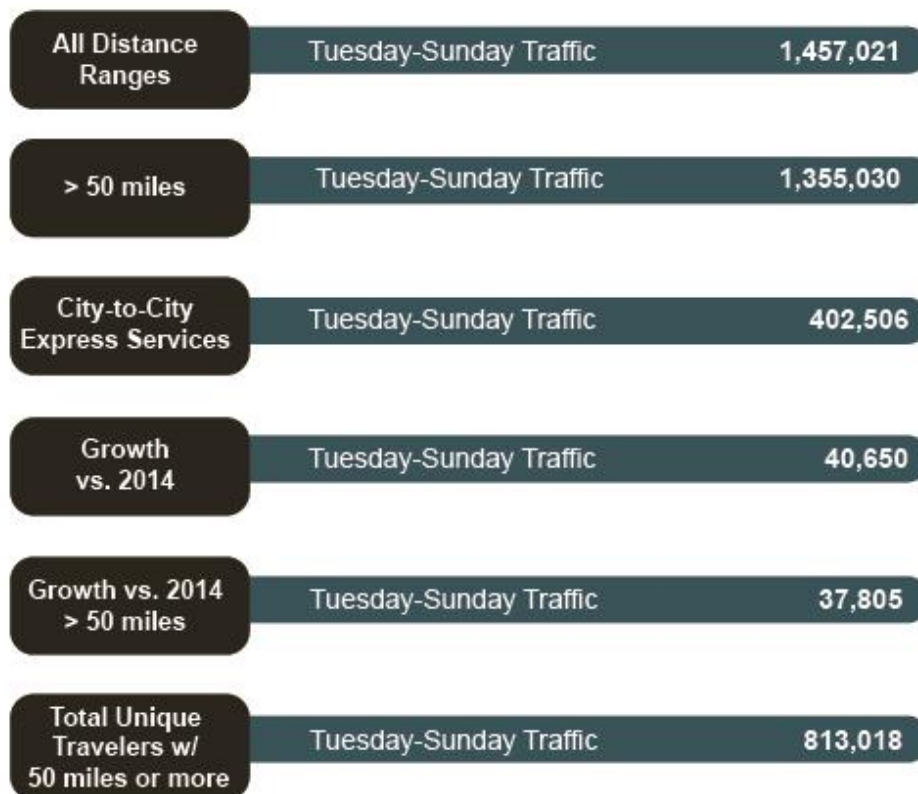 All Distance
Ranges
Tuesday-Sunday Traffic 1,457,021
> 50 miles
Tuesday-Sunday Traffic 1,355,030
City-to-City
Express Services
Tuesday-Sunday Traffic 402,506
Growth
vs. 2014
Tuesday-Sunday Traffic 40,650
Growth vs. 2014
> 50 miles
Tuesday-Sunday Traffic 37,805
Total Unique
Travelers w/
50 miles or more
Tuesday-Sunday Traffic 813,018